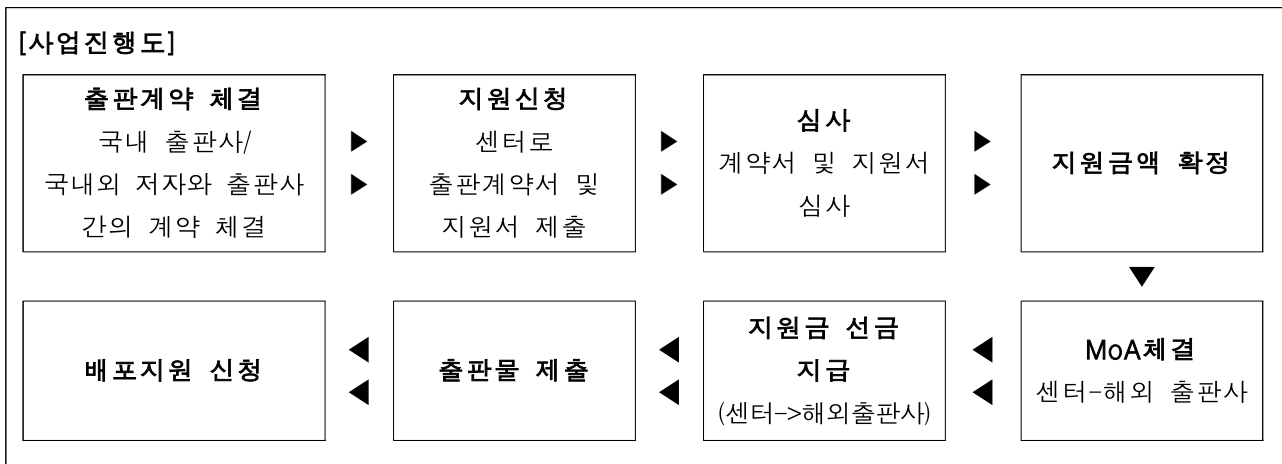 [사업진행도]
출판계약 체결
국내 출판사/
국내외 저자와 출판사
간의 계약 체결
지원신청
센터로
출판계약서 및
지원서 제출
심사
계약서 및 지원서
심사
지원금액 확정
MoA체결
센터-해외 출판사
지원금 선금
지급
(센터->해외출판사)
출판물 제출
배포지원 신청